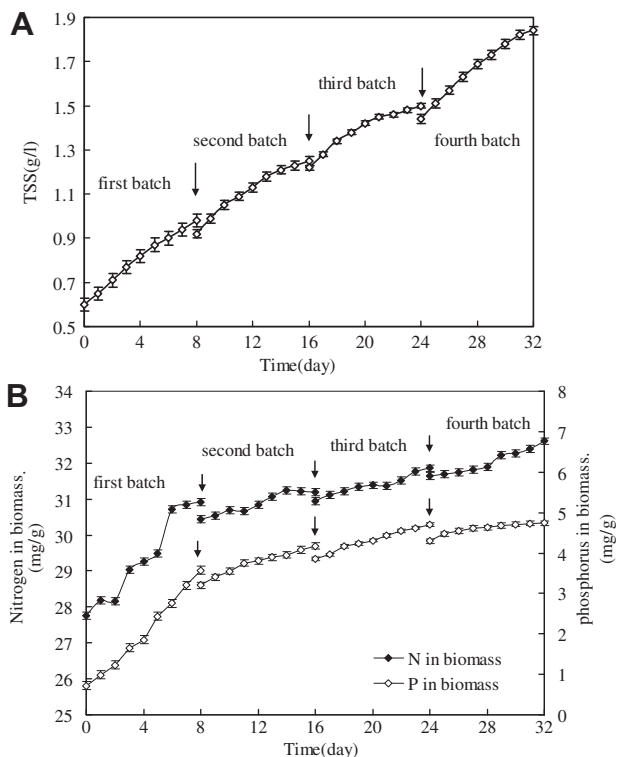 A
1.9
1.7
1.5
1.3
1.1
0.9
0.7
0.5
TSS(g/l)
first batch
second batch
third batch
fourth batch
0 4 8 12 16 20 24 28 32
Time(day)
B
34
33
32
31
30
29
28
27
26
25
Nitrogen in biomass.
(mg/g)
8
7
6
5
4
3
2
1
0
phosphorus in biomass.
(mg/g)
first batch
second batch
third batch
fourth batch
N in biomass
P in biomass
0 4 8 12 16 20 24 28 32
Time(day)